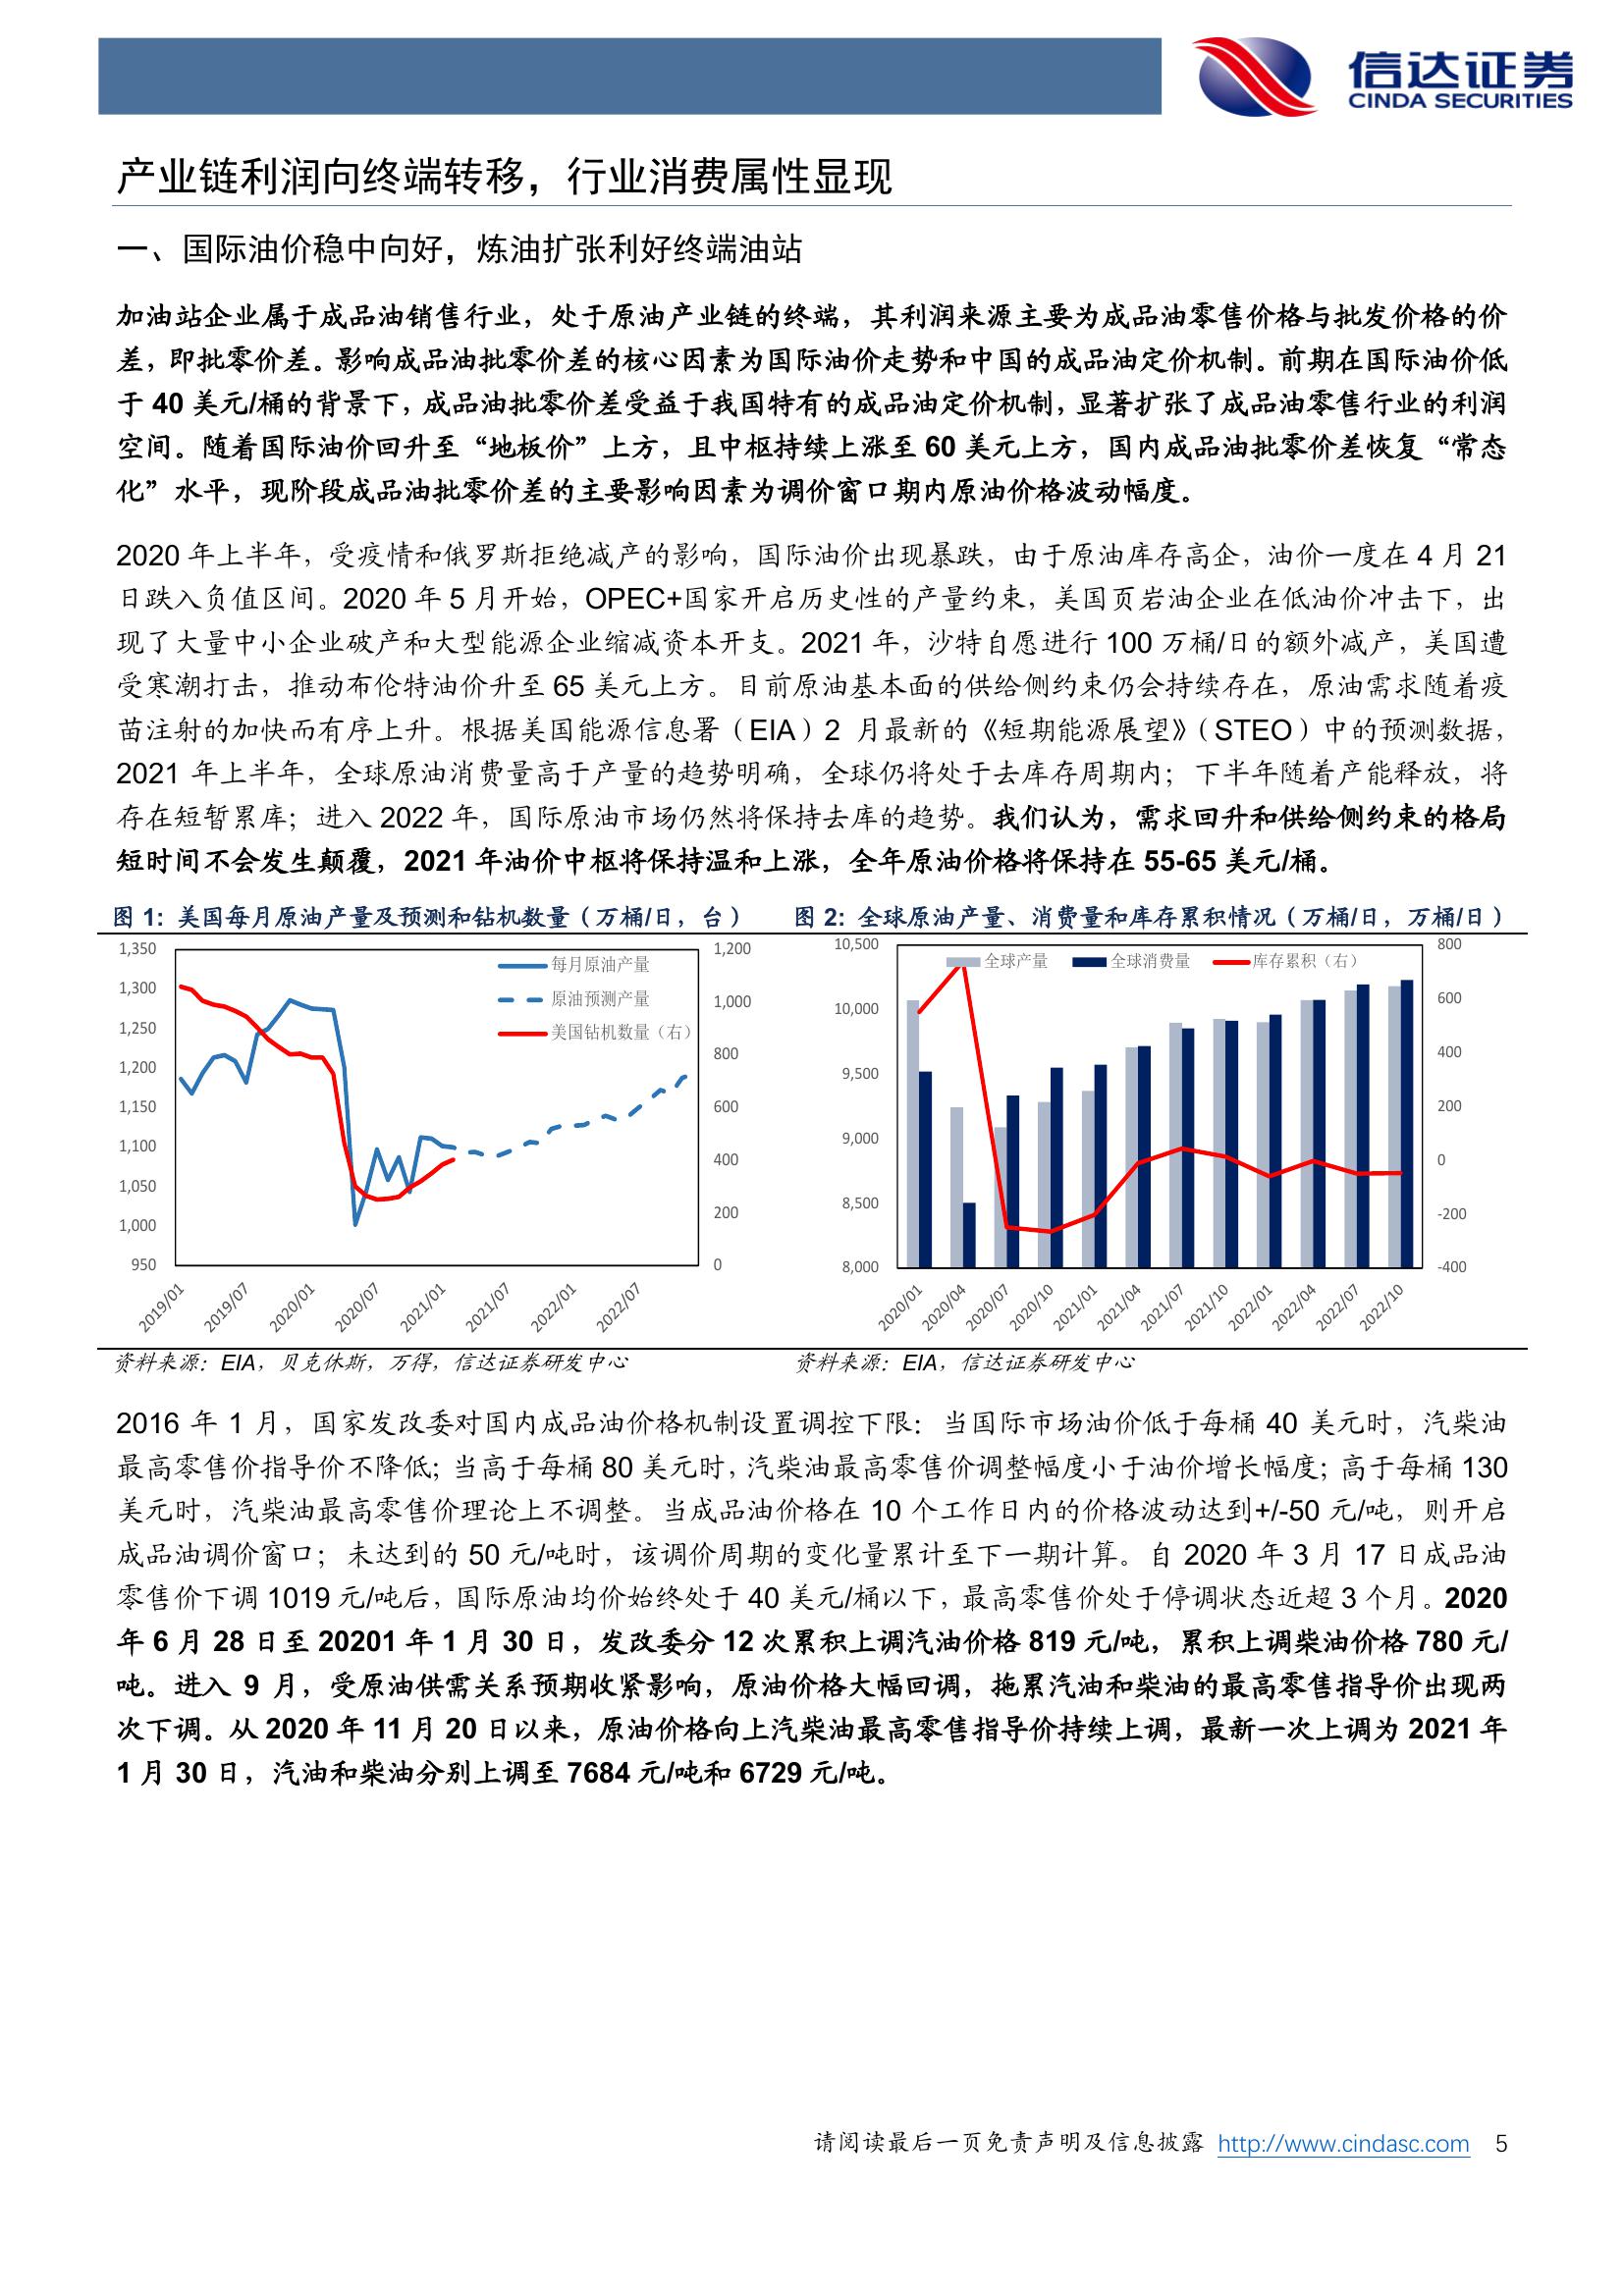 信达证券
CINDA SECURITIES
产业链利润向终端转移，行业消费属性显现
一、国际油价稳中向好，炼油扩张利好终端油站
加油站企业属于成品油销售行业，处于原油产业链的终端，其利润来源主要为成品油零售价格与批发价格的价
差，即批零价差。影响成品油批零价差的核心因素为国际油价走势和中国的成品油定价机制。前期在国际油价低
于 40 美元/桶的背景下，成品油批零价差受益于我国特有的成品油定价机制，显著扩张了成品油零售行业的利润
空间。随着国际油价回升至“地板价”上方，且中枢持续上涨至 60 美元上方，国内成品油批零价差恢复“常态
化”水平，现阶段成品油批零价差的主要影响因素为调价窗口期内原油价格波动幅度。
2020 年上半年，受疫情和俄罗斯拒绝减产的影响，国际油价出现暴跌，由于原油库存高企，油价一度在 4 月 21
日跌入负值区间。2020 年 5 月开始，OPEC+国家开启历史性的产量约束，美国页岩油企业在低油价冲击下，出
现了大量中小企业破产和大型能源企业缩减资本开支。2021 年，沙特自愿进行 100 万桶/日的额外减产，美国遭
受寒潮打击，推动布伦特油价升至 65 美元上方。目前原油基本面的供给侧约束仍会持续存在，原油需求随着疫
苗注射的加快而有序上升。根据美国能源信息署（EIA）2 月最新的《短期能源展望》（STEO）中的预测数据，
2021 年上半年，全球原油消费量高于产量的趋势明确，全球仍将处于去库存周期内；下半年随着产能释放，将
存在短暂累库；进入 2022 年，国际原油市场仍然将保持去库的趋势。我们认为，需求回升和供给侧约束的格局
短时间不会发生颠覆，2021 年油价中枢将保持温和上涨，全年原油价格将保持在 55-65 美元/桶。
图 1：美国每月原油产量及预测和钻机数量（万桶/日，台）
1,350
1,300
1,250
1,200
1,150
1,100
1,050
1,000
950
每月原油产量
原油预测产量
美国钻机数量（右）
1,200
1,000
800
600
400
200
0
2019/01
2019/07
2020/01
2020/07
2021/01
2021/07
2022/01
2022/07
资料来源：EIA，贝克休斯，万得，信达证券研发中心
图 2：全球原油产量、消费量和库存累积情况（万桶/日，万桶/日）
10,500
10,000
9,500
9,000
8,500
8,000
全球产量
全球消费量
库存累积（右）
800
600
400
200
0
-200
-400
2020/01
2020/04
2020/07
2020/10
2021/01
2021/04
2021/07
2021/10
2022/01
2022/04
2022/07
2022/10
资料来源：EIA，信达证券研发中心
2016 年 1 月，国家发改委对国内成品油价格机制设置调控下限：当国际市场油价低于每桶 40 美元时，汽柴油
最高零售价指导价不降低；当高于每桶 80 美元时，汽柴油最高零售价调整幅度小于油价增长幅度；高于每桶 130
美元时，汽柴油最高零售价理论上不调整。当成品油价格在 10 个工作日内的价格波动达到+/-50 元/吨，则开启
成品油调价窗口；未达到的 50 元/吨时，该调价周期的变化量累计至下一期计算。自 2020 年 3 月 17 日成品油
零售价下调 1019 元/吨后，国际原油均价始终处于 40 美元/桶以下，最高零售价处于停调状态近超 3 个月。2020
年 6 月 28 日至 20201 年 1 月 30 日，发改委分 12 次累积上调汽油价格 819 元/吨，累积上调柴油价格 780 元/
吨。进入 9 月，受原油供需关系预期收紧影响，原油价格大幅回调，拖累汽油和柴油的最高零售指导价出现两
次下调。从 2020 年 11 月 20 日以来，原油价格向上汽柴油最高零售指导价持续上调，最新一次上调为 2021 年
1 月 30 日，汽油和柴油分别上调至 7684 元/吨和 6729 元/吨。
请阅读最后一页免责声明及信息披露 http://www.cindasc.com 5